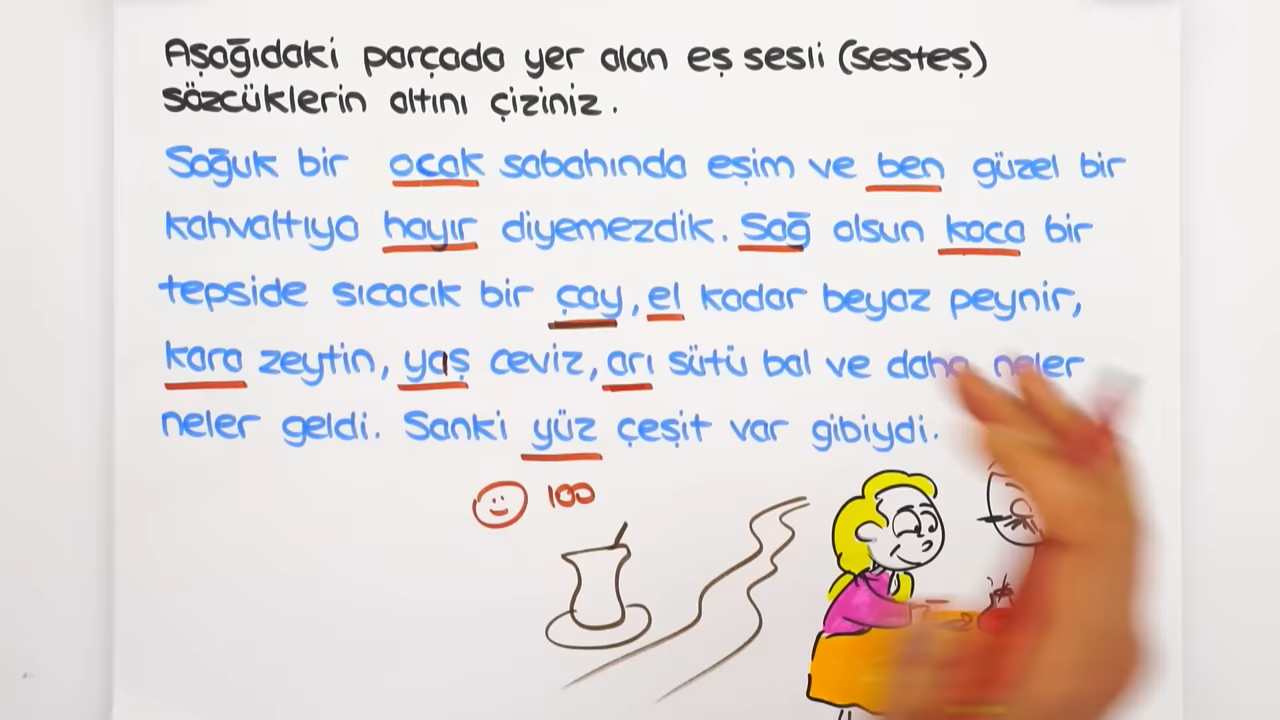 Aşağıdaki parçada yer alan eş sesli (sesteş)
sözcüklerin altını çiziniz.
Soğuk bir ocak sabahında eşim ve ben güzel bir
kahvaltıya hayır diyemezdik. Sağ olsun koca bir
tepside sıcacık bir çay, el kadar beyaz peynir,
kara zeytin, yaş ceviz, arı sütü bal ve daha neler
neler geldi. Sanki yüz çeşit var gibiydi.
100